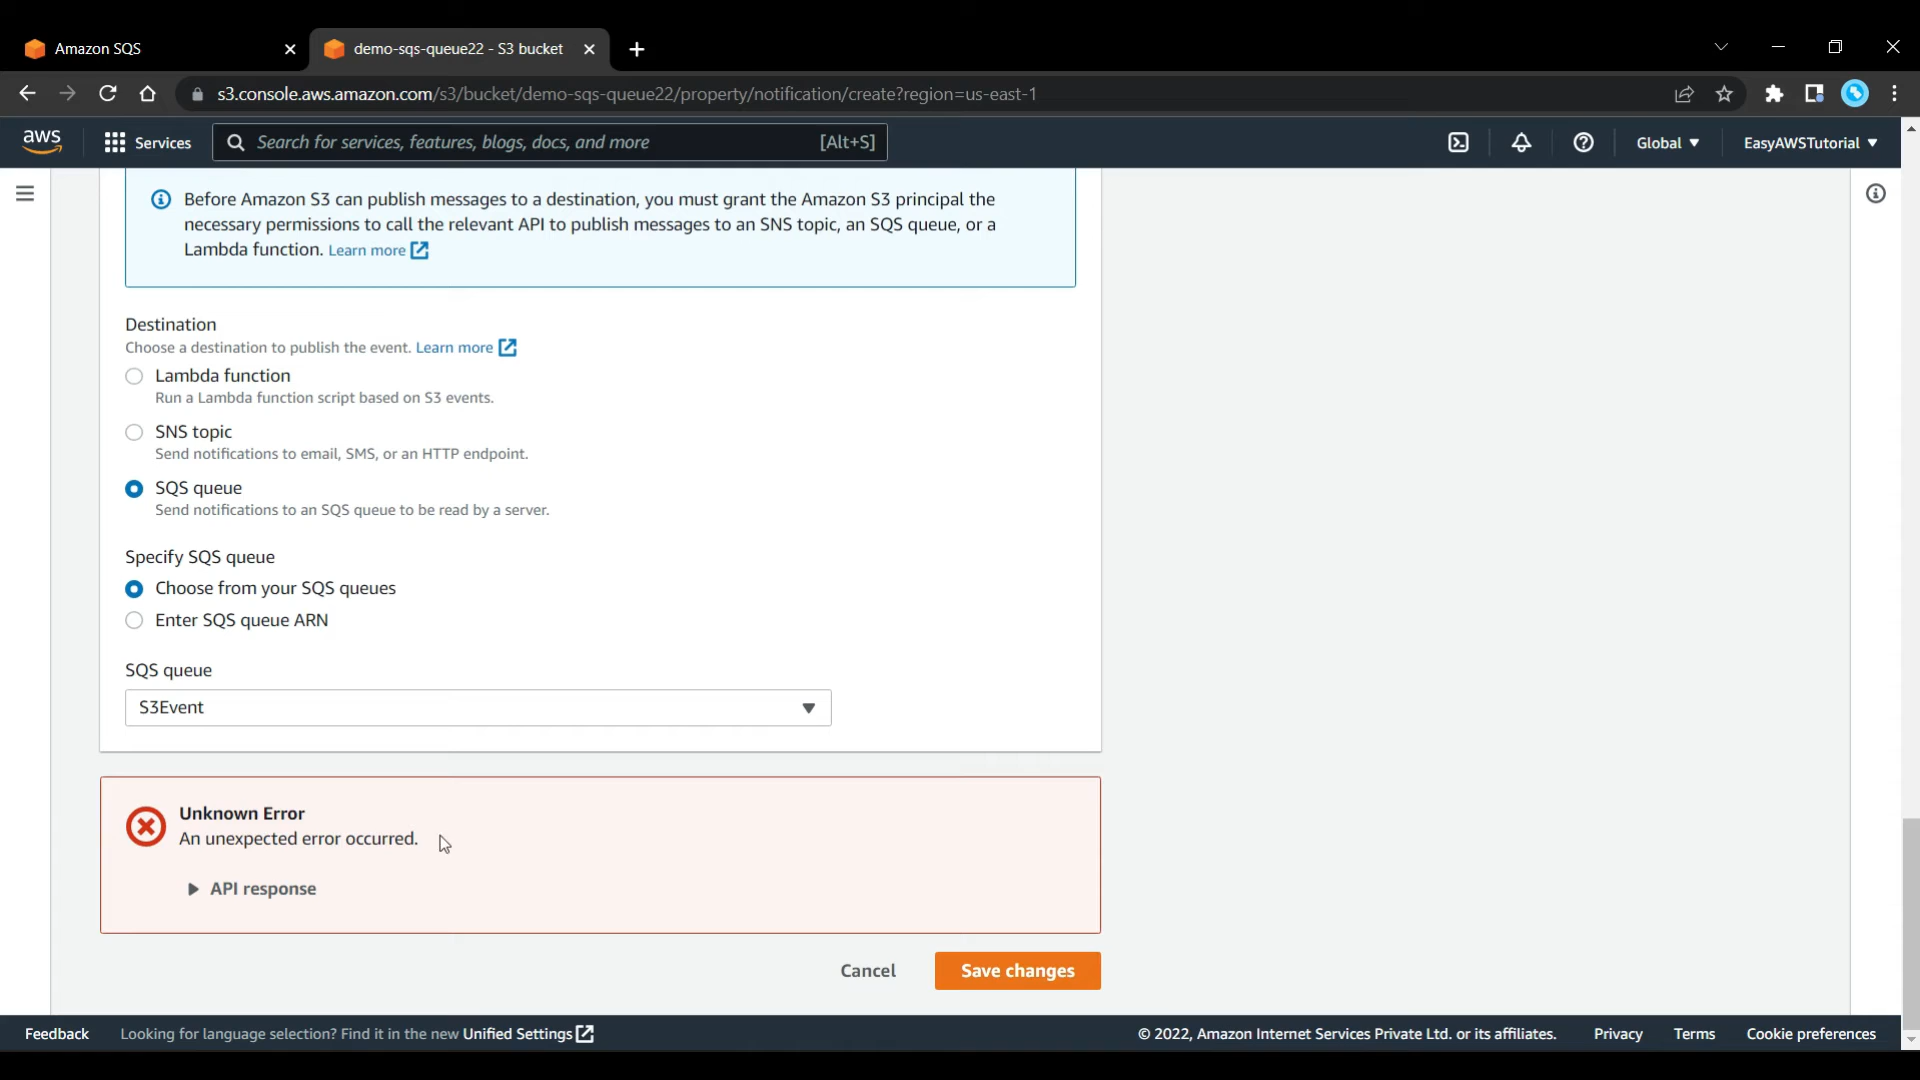 Amazon SQS
demo-sqs-queue22 - S3 bucket
s3.console.aws.amazon.com/s3/bucket/demo-sqs-queue22/property/notification/create?region=us-east-1
aws
Services
Search for services, features, blogs, docs, and more
[Alt+S]
Global
EasyAWSTutorial
Before Amazon S3 can publish messages to a destination, you must grant the Amazon S3 principal the
necessary permissions to call the relevant API to publish messages to an SNS topic, an SQS queue, or a
Lambda function. Learn more
Destination
Choose a destination to publish the event. Learn more
Lambda function
Run a Lambda function script based on S3 events.
SNS topic
Send notifications to email, SMS, or an HTTP endpoint.
SQS queue
Send notifications to an SQS queue to be read by a server.
Specify SQS queue
Choose from your SQS queues
Enter SQS queue ARN
SQS queue
S3Event
Unknown Error
An unexpected error occurred.
API response
Cancel
Save changes
Feedback
Looking for language selection? Find it in the new Unified Settings
© 2022, Amazon Internet Services Private Ltd. or its affiliates.
Privacy
Terms
Cookie preferences